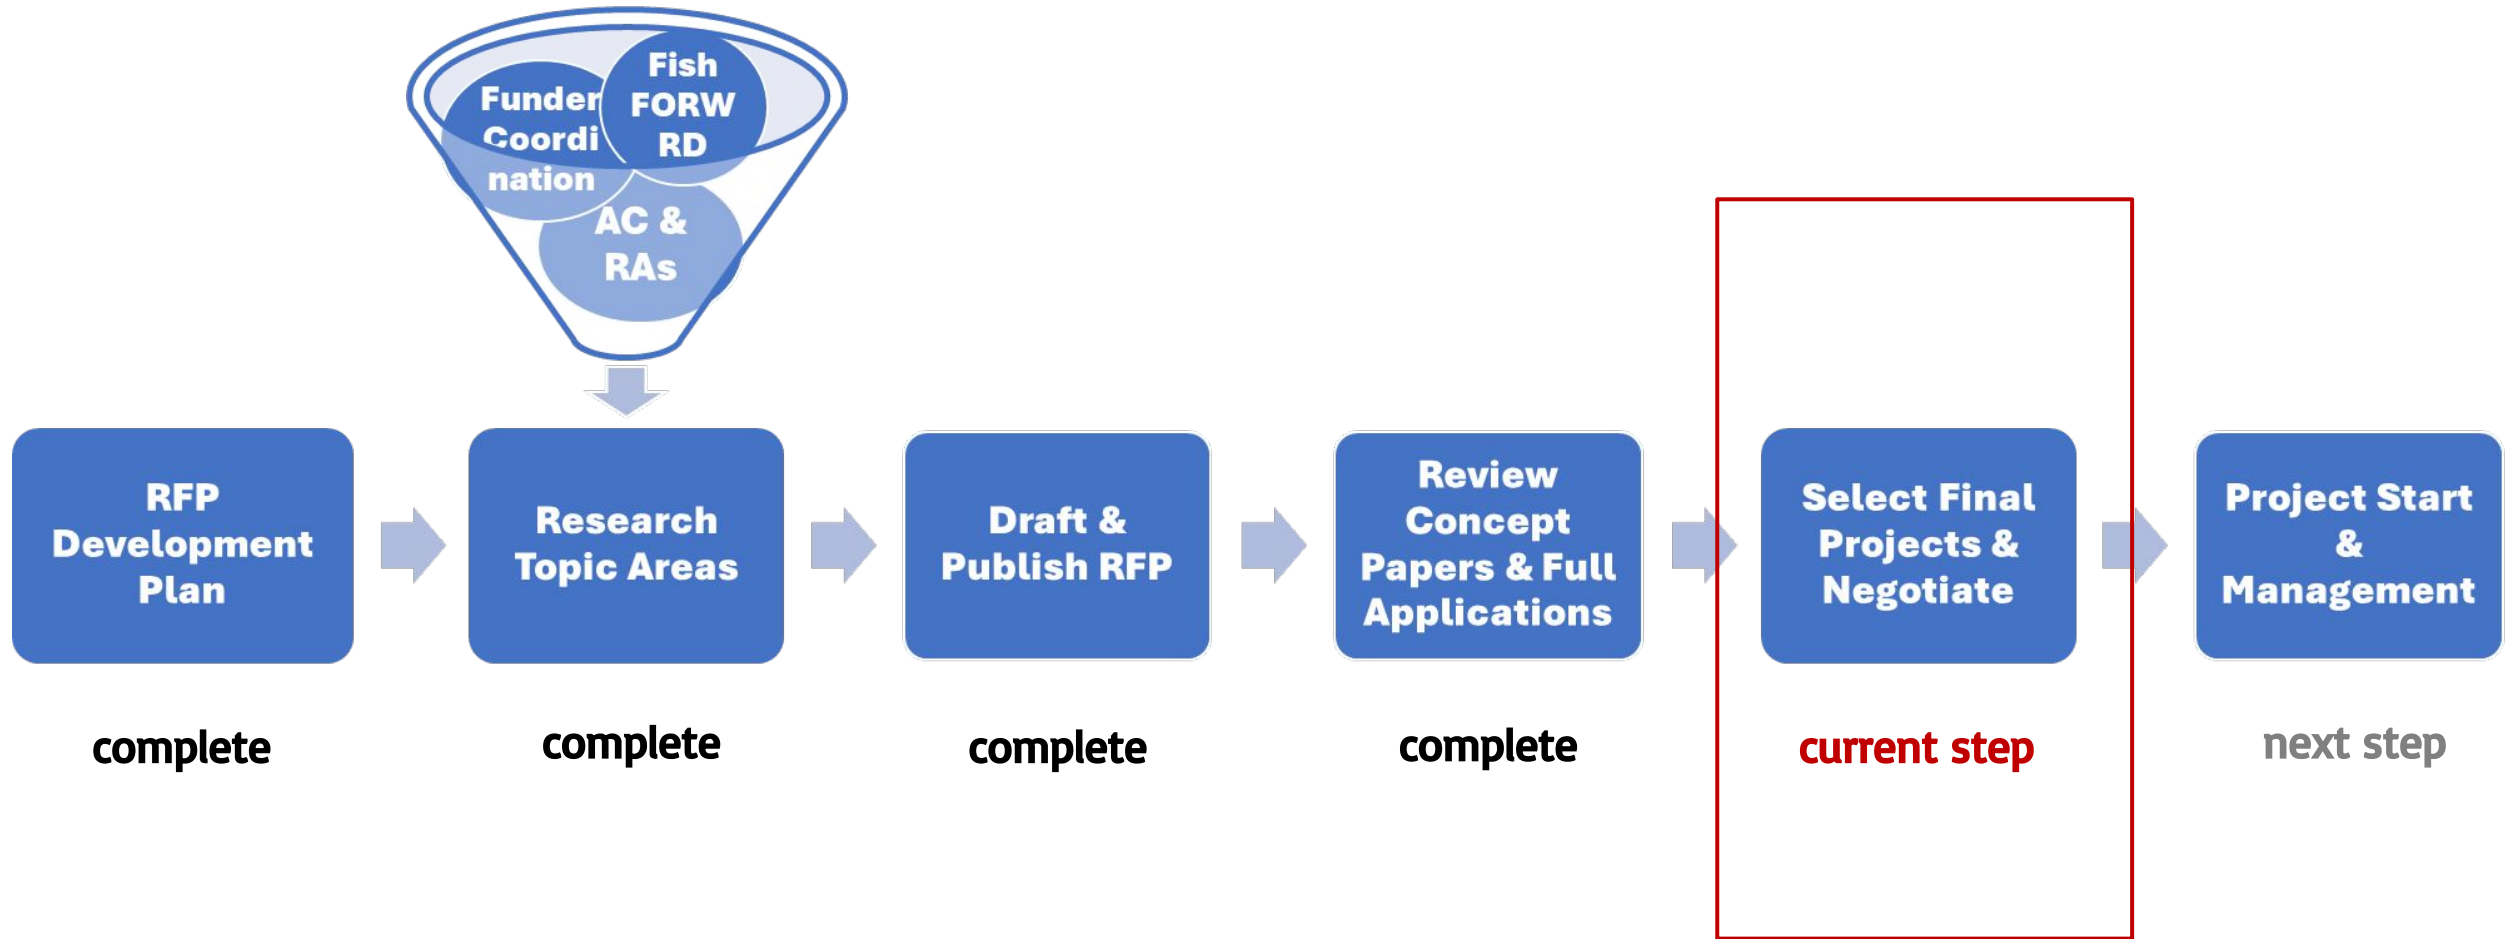 Fish
FORW
RD
Funder
Coordi
nation
AC &
RAs
RFP
Development
Plan
Research
Topic Areas
Draft &
Publish RFP
Review
Concept
Papers & Full
Applications
Select Final
Projects &
Negotiate
Project Start
&
Management
complete
complete
complete
complete
current step
next step